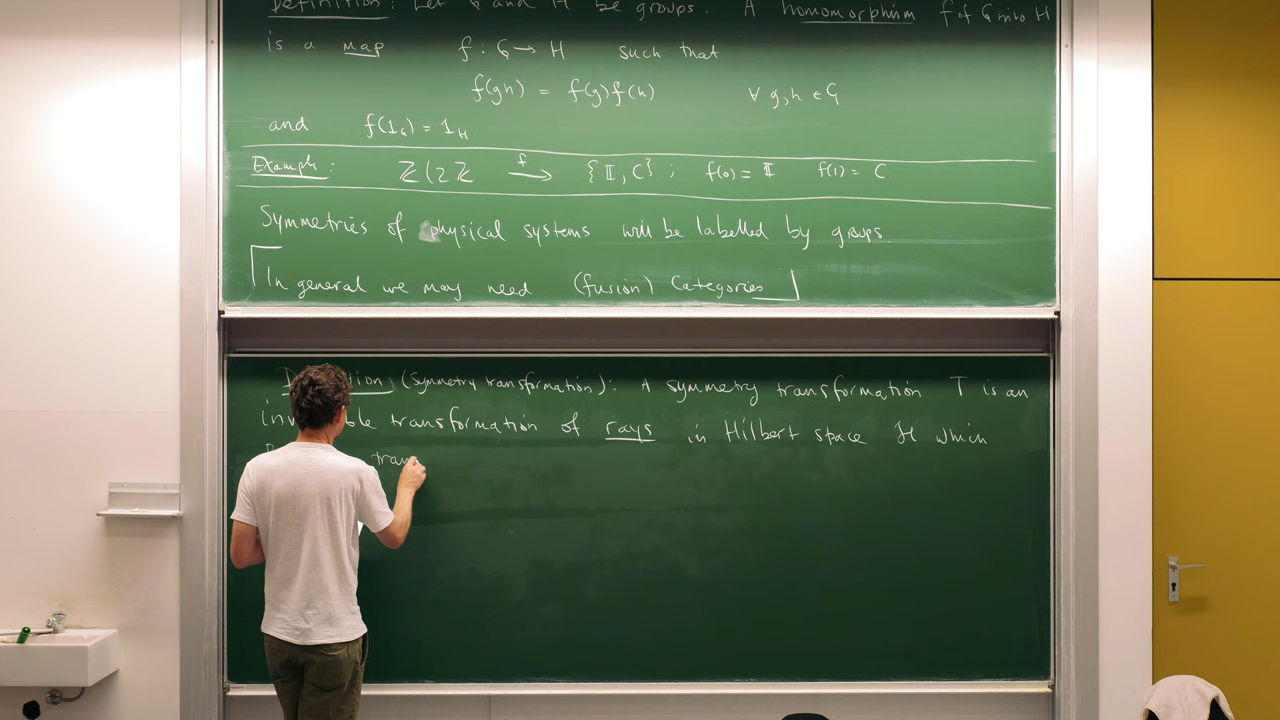 Definition: Let G and H be groups. A homomorphism f of G into H
is a map f : G → H such that
f(gh) = f(g)f(h) ∀ g,h ∈ G
and f(1_G) = 1_H
Example: ℤ/2ℤ →^f {𝕀, C} ; f(0) = 𝕀 f(1) = C
Symmetries of physical systems will be labelled by groups.
[In general we may need (fusion) Categories]
(Symmetry transformation): A symmetry transformation T is an
transformation of rays in Hilbert space ℋ which
tran